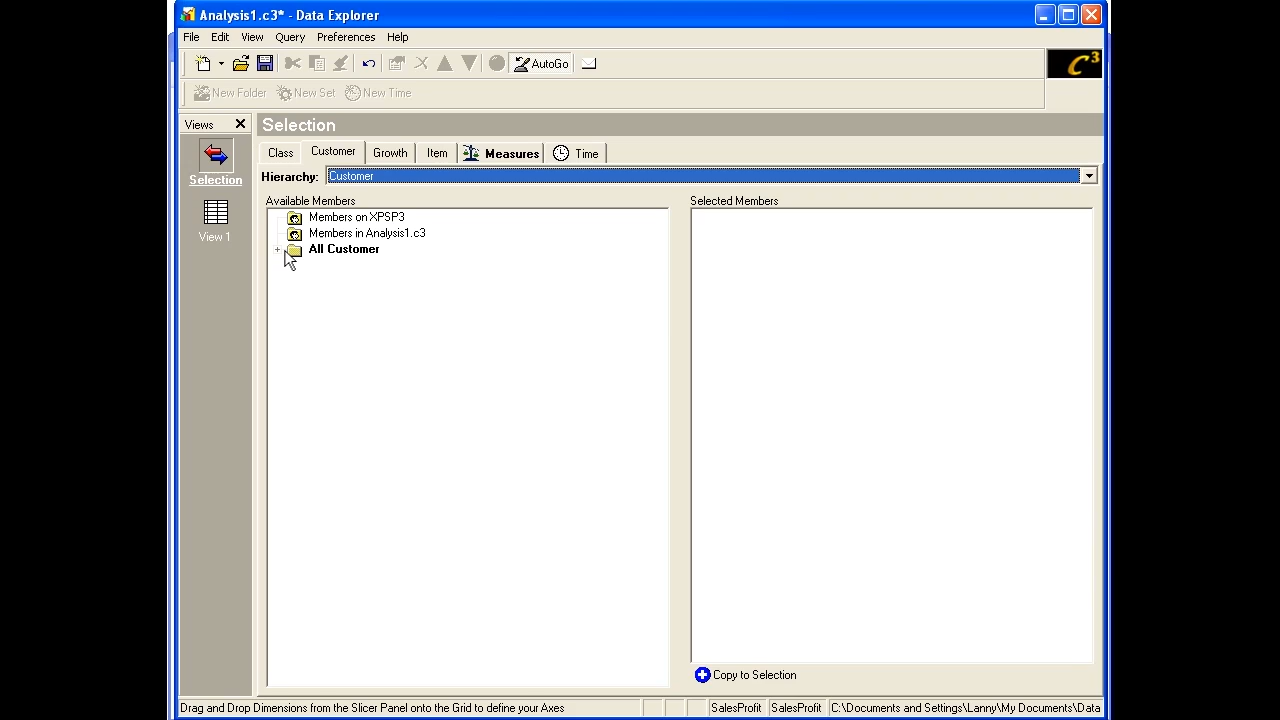 Analysis1.c3* - Data Explorer
File Edit View Query Preferences Help
AutoGo C3
New Folder New Set New Time
Views Selection
Class Customer Growth Item Measures Time
Selection
Hierarchy: Customer
Available Members Selected Members
Members on XPSP3
Members in Analysis1.c3
View 1
All Customer
Copy to Selection
Drag and Drop Dimensions from the Slicer Panel onto the Grid to define your Axes SalesProfit SalesProfit C:\Documents and Settings\Lanny\My Documents\Data